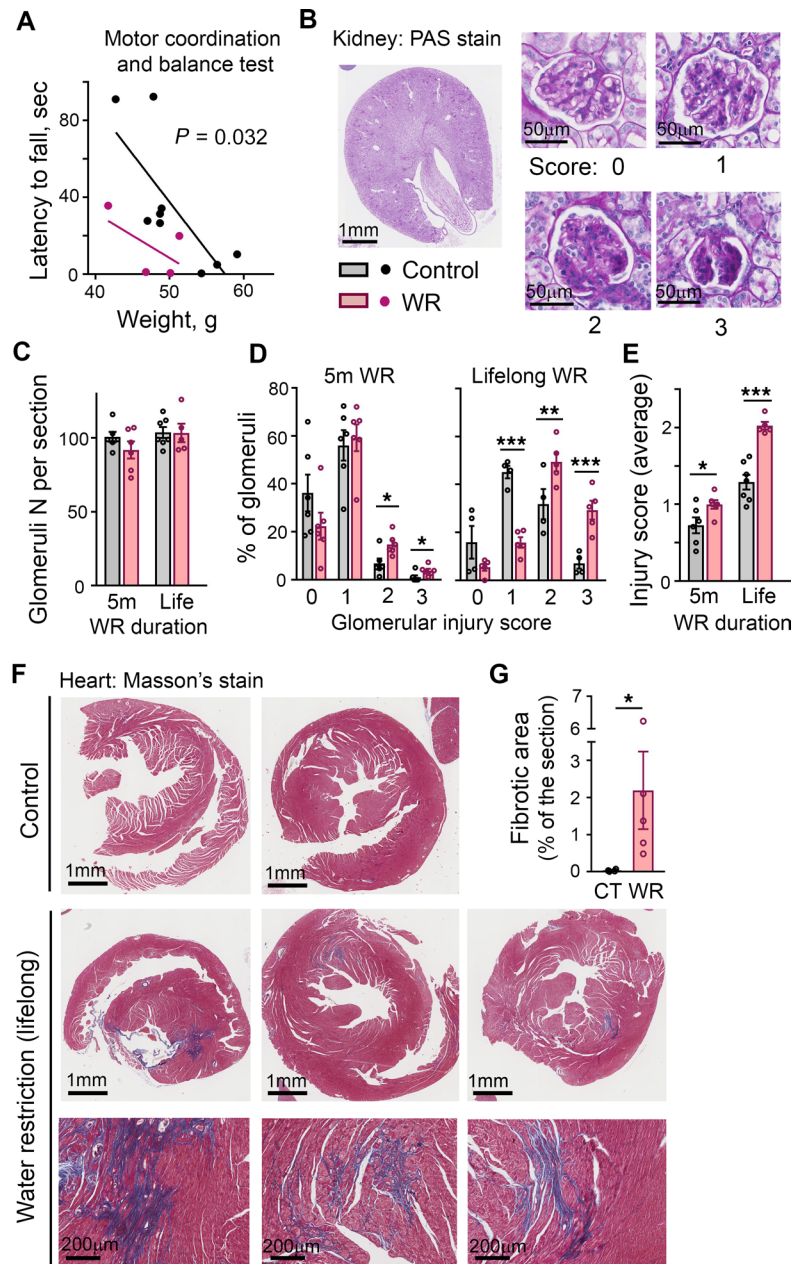 A
Motor coordination
and balance test
Latency to fall, sec
80
40
0
P = 0.032
40 50 60
Weight, g
B
Kidney: PAS stain
1mm
Control
WR
50μm
50μm
Score: 0 1
50μm
50μm
2 3
C
Glomeruli N per section
100
50
0
5m Life
WR duration
D
5m WR
Lifelong WR
% of glomeruli
80
60
40
20
0
* *
*** ** ***
0 1 2 3 0 1 2 3
Glomerular injury score
E
Injury score (average)
3
2
1
0
*
***
5m Life
WR duration
F
Heart: Masson's stain
Control
1mm
1mm
Water restriction (lifelong)
1mm
1mm
1mm
200μm
200μm
200μm
G
Fibrotic area
(% of the section)
7
6
3
2
1
0
*
CT WR